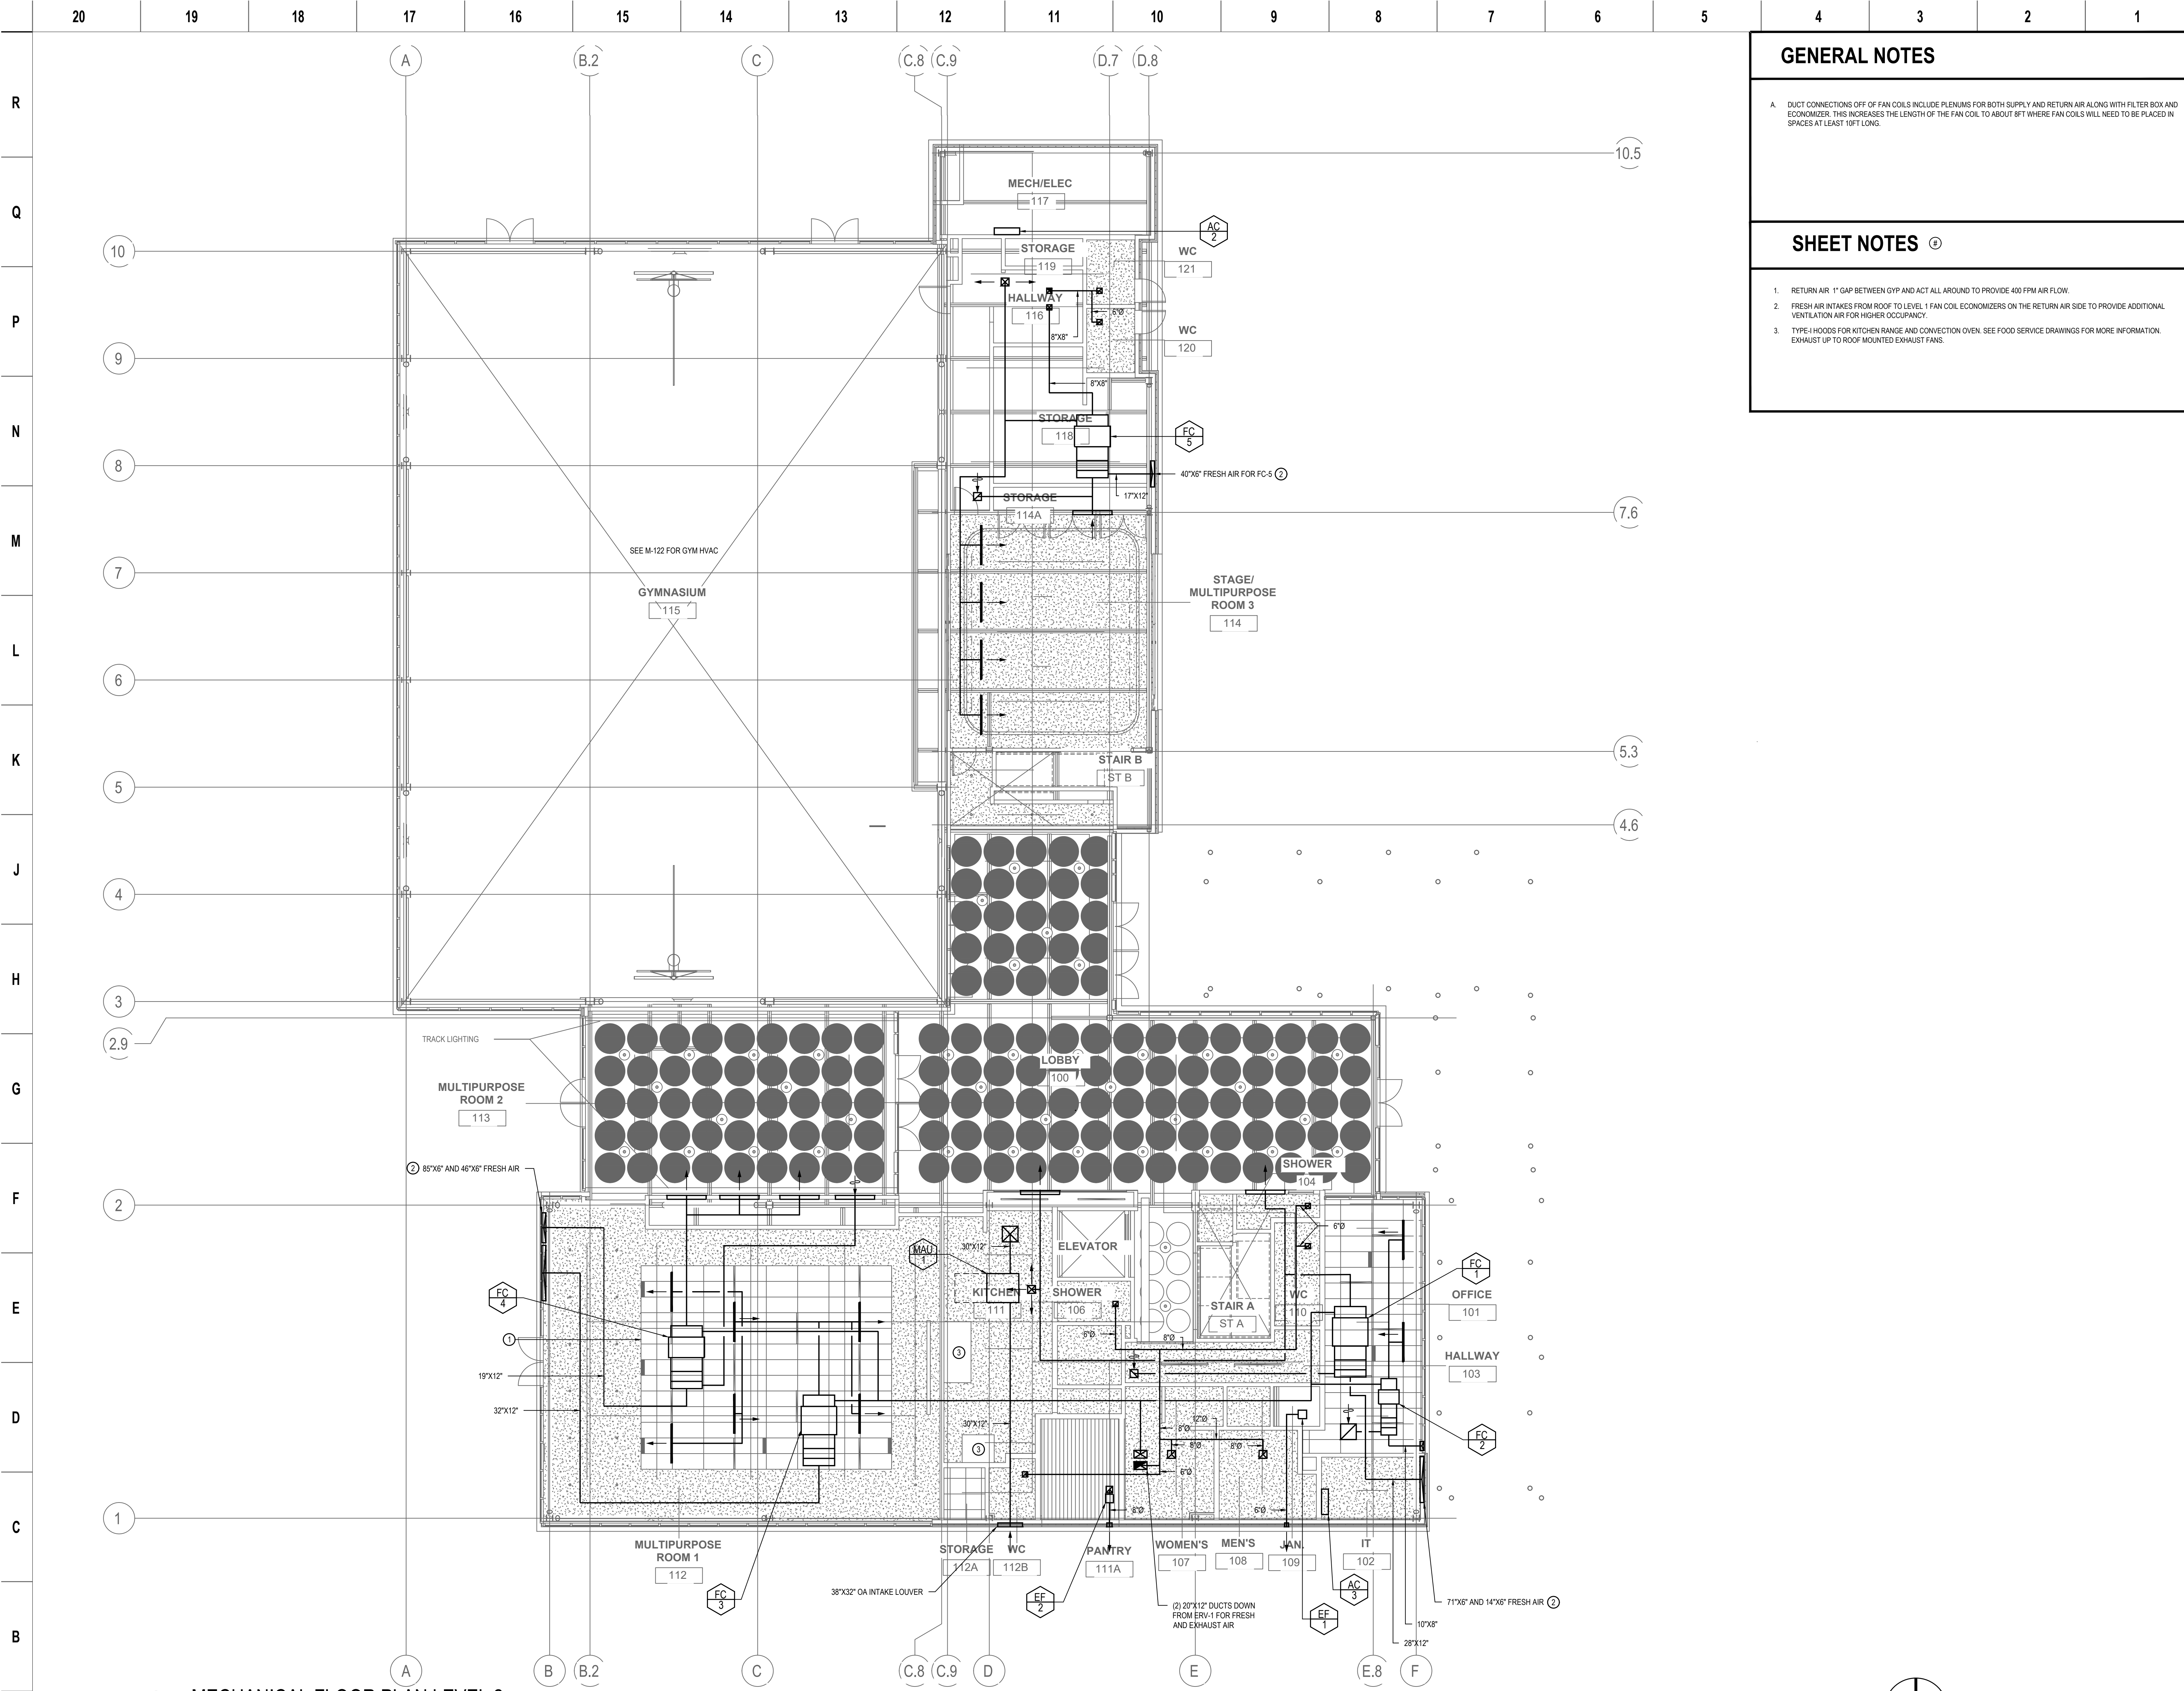 20 19 18 17 16 15 14 13 12 11 10 9 8 7 6 5 4 3 2 1
A B.2 C C.8 C.9 D.7 D.8
GENERAL NOTES
A. DUCT CONNECTIONS OFF OF FAN COILS INCLUDE PLENUMS FOR BOTH SUPPLY AND RETURN AIR ALONG WITH FILTER BOX AND
ECONOMIZER. THIS INCREASES THE LENGTH OF THE FAN COIL TO ABOUT 8FT WHERE FAN COILS WILL NEED TO BE PLACED IN
SPACES AT LEAST 10FT LONG.
SHEET NOTES #
1. RETURN AIR 1" GAP BETWEEN GYP AND ACT ALL AROUND TO PROVIDE 400 FPM AIR FLOW.
2. FRESH AIR INTAKES FROM ROOF TO LEVEL 1 FAN COIL ECONOMIZERS ON THE RETURN AIR SIDE TO PROVIDE ADDITIONAL
VENTILATION AIR FOR HIGHER OCCUPANCY.
3. TYPE-I HOODS FOR KITCHEN RANGE AND CONVECTION OVEN. SEE FOOD SERVICE DRAWINGS FOR MORE INFORMATION.
EXHAUST UP TO ROOF MOUNTED EXHAUST FANS.
R
Q
P
N
M
L
K
J
H
G
F
E
D
C
B
10
9
8
7
6
5
4
3
2.9
2
1
10.5
7.6
5.3
4.6
MECH/ELEC
117
AC
2
STORAGE
119
WC
121
HALLWAY
116
6"Ø
8"X8"
WC
120
8"X8"
STORAGE
118
FC
5
40"X6" FRESH AIR FOR FC-5 2
17"X12"
STORAGE
114A
SEE M-122 FOR GYM HVAC
GYMNASIUM
115
STAGE/
MULTIPURPOSE
ROOM 3
114
STAIR B
ST B
TRACK LIGHTING
LOBBY
100
MULTIPURPOSE
ROOM 2
113
2 85"X6" AND 46"X6" FRESH AIR
SHOWER
104
6"Ø
30"X12"
ELEVATOR
MAU
1
FC
1
FC
4
KITCHEN
111
SHOWER
106
STAIR A
ST A
WC
110
OFFICE
101
1
6"Ø
8"Ø
3
HALLWAY
103
19"X12"
32"X12"
30"X12"
12"Ø
8"Ø
8"Ø
8"Ø
3
FC
2
6"Ø
6"Ø
6"Ø
MULTIPURPOSE
ROOM 1
112
STORAGE
112A
WC
112B
PANTRY
111A
WOMEN'S
107
MEN'S
108
JAN.
109
IT
102
FC
3
38"X32" OA INTAKE LOUVER
EF
2
(2) 20"X12" DUCTS DOWN
FROM ERV-1 FOR FRESH
AND EXHAUST AIR
EF
1
AC
3
71"X6" AND 14"X6" FRESH AIR 2
10"X8"
28"X12"
A B B.2 C C.8 C.9 D E E.8 F